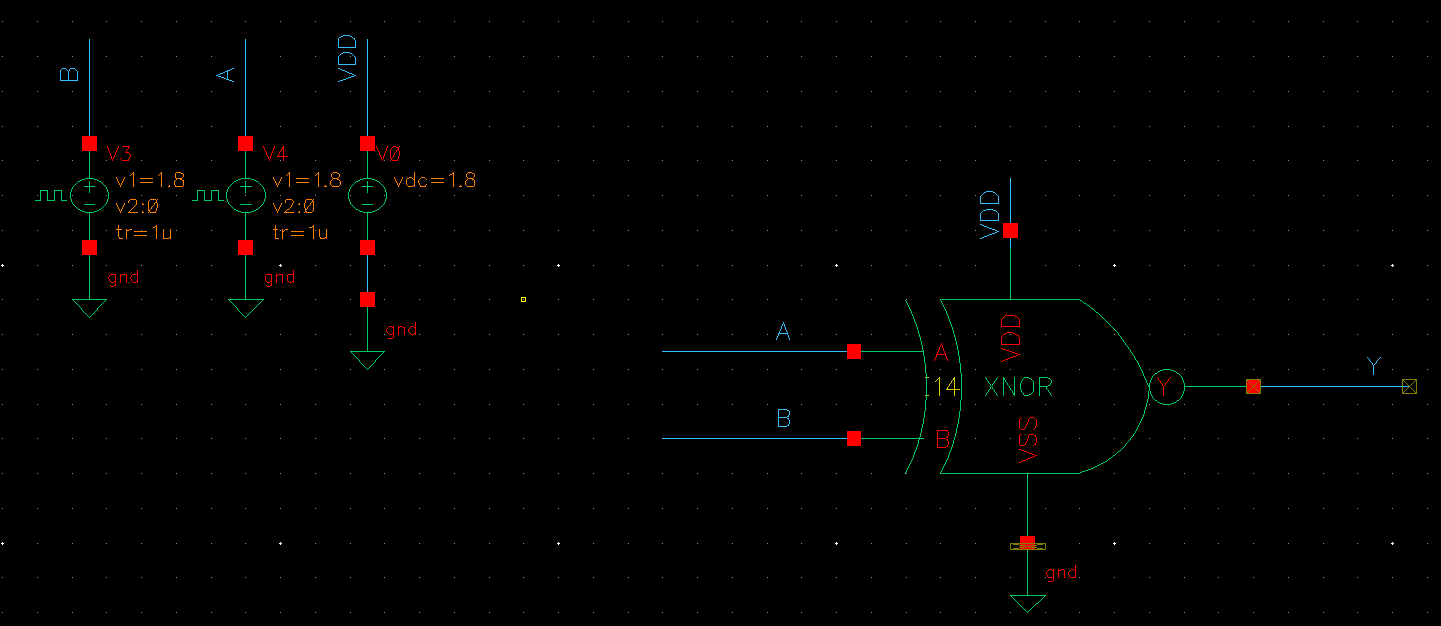 B
A
VDD
V3
v1=1.8
v2:0
tr=1u
gnd
V4
v1=1.8
v2:0
tr=1u
gnd
V0
vdc=1.8
gnd
VDD
A
B
A
B
VDD
14
XNOR
VSS
Y
Y
gnd